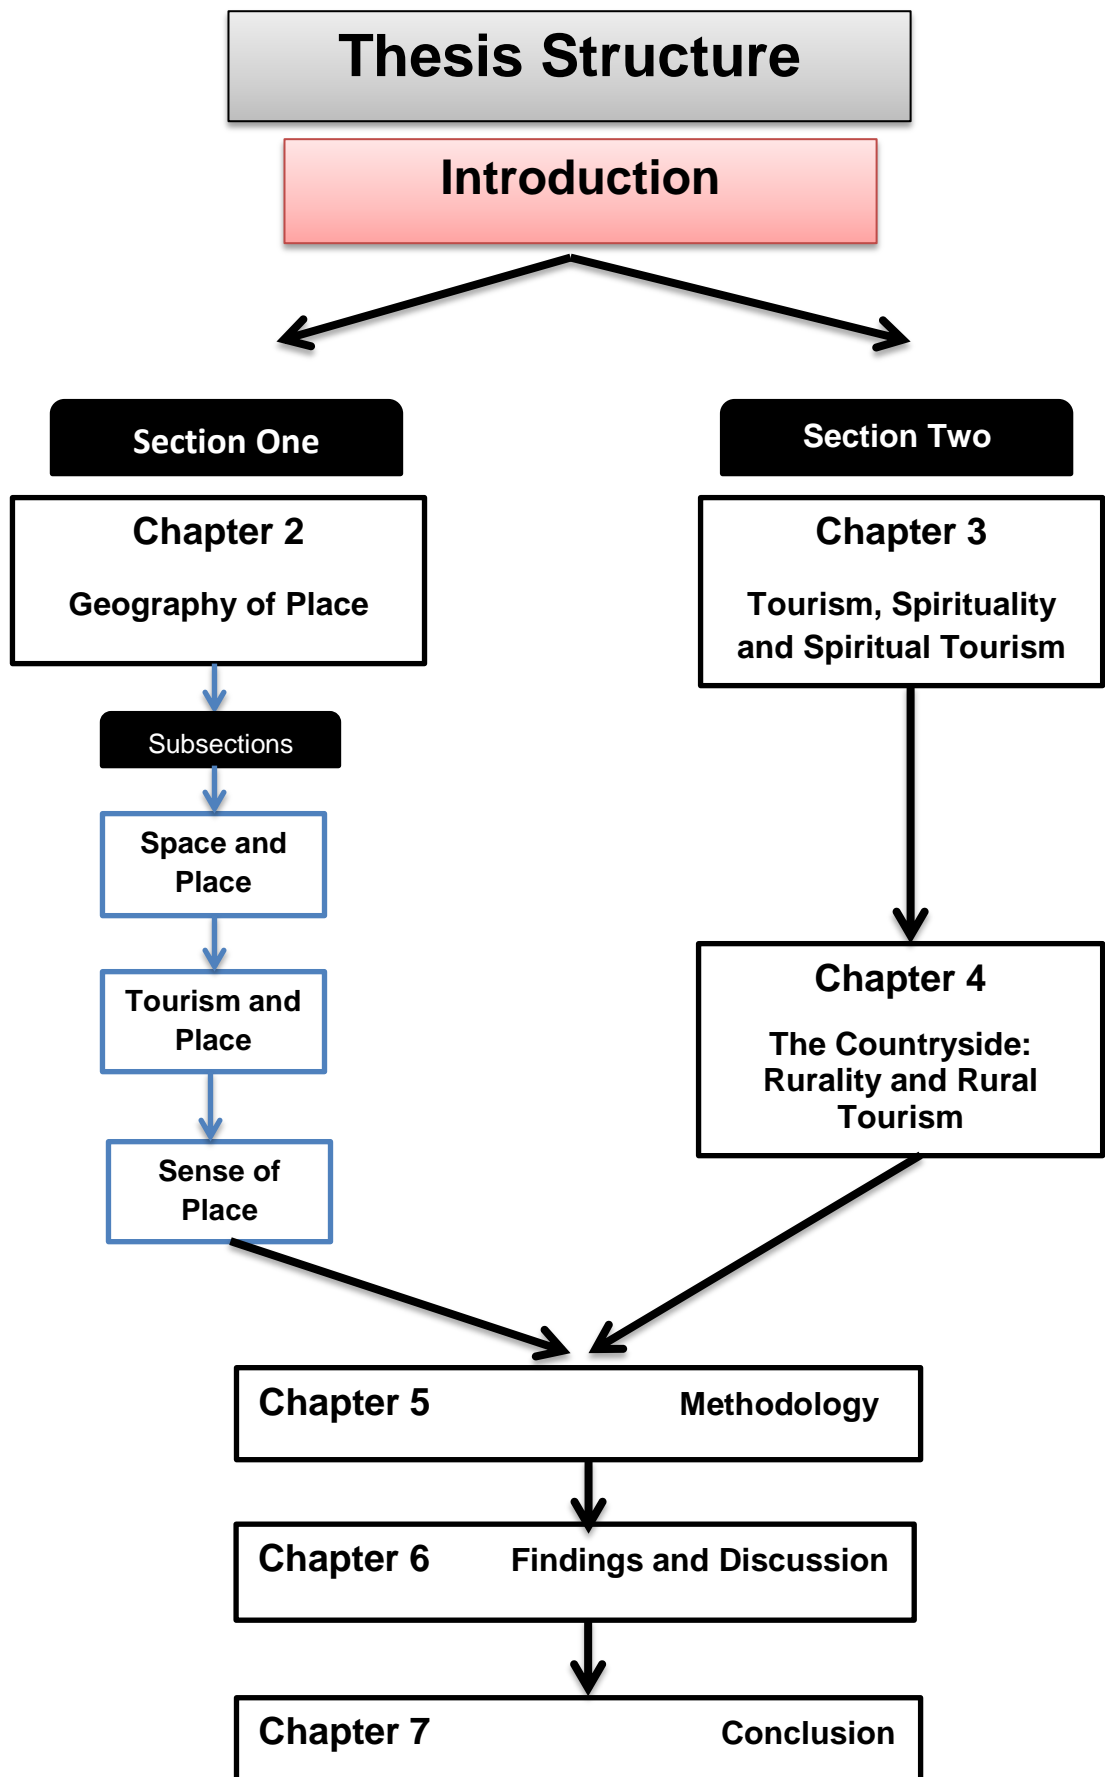 Thesis Structure
Introduction
Section One
Chapter 2
Geography of Place
Subsections
Space and
Place
Tourism and
Place
Sense of
Place
Section Two
Chapter 3
Tourism, Spirituality
and Spiritual Tourism
Chapter 4
The Countryside:
Rurality and Rural
Tourism
Chapter 5 Methodology
Chapter 6 Findings and Discussion
Chapter 7 Conclusion